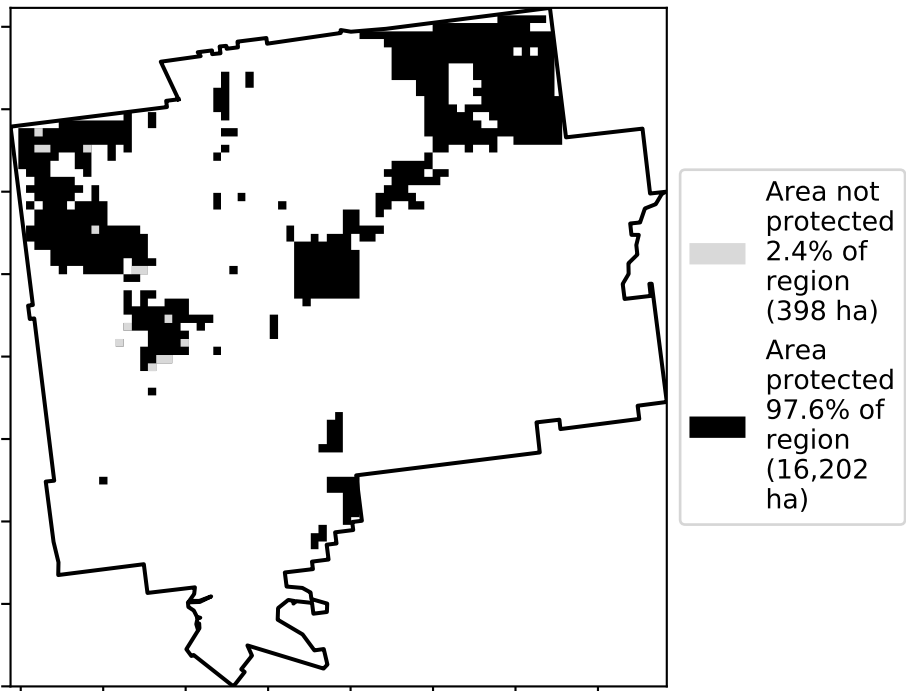 Area not
protected
2.4% of
region
(398 ha)
Area
protected
97.6% of
region
(16,202
ha)